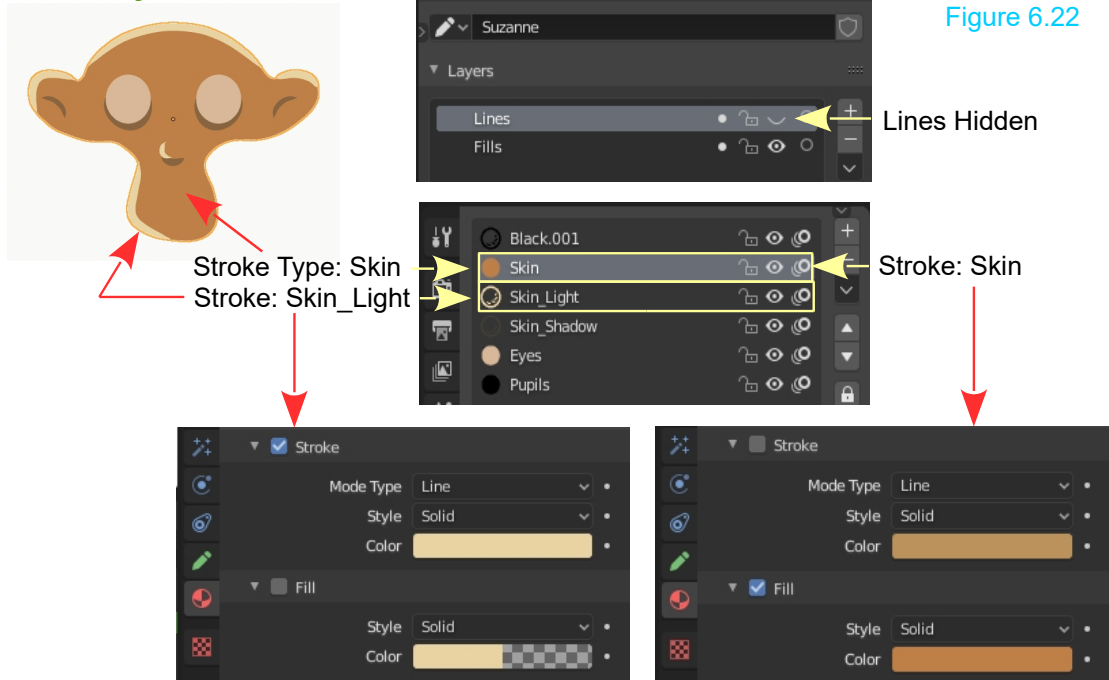 Figure 6.22
Suzanne
Layers
Lines
Fills
Lines Hidden
Black.001
Skin
Skin_Light
Skin_Shadow
Eyes
Pupils
Stroke Type: Skin
Stroke: Skin_Light
Stroke: Skin
Stroke
Mode Type Line
Style Solid
Color
Fill
Style Solid
Color
Stroke
Mode Type Line
Style Solid
Color
Fill
Style Solid
Color